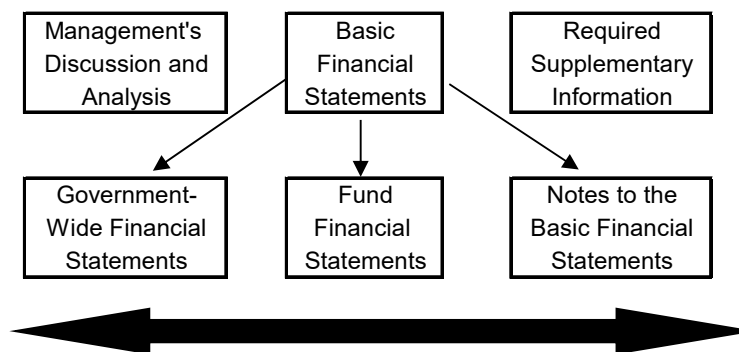 Management's
Discussion and
Analysis
Basic
Financial
Statements
Required
Supplementary
Information
Government-
Wide Financial
Statements
Fund
Financial
Statements
Notes to the
Basic Financial
Statements